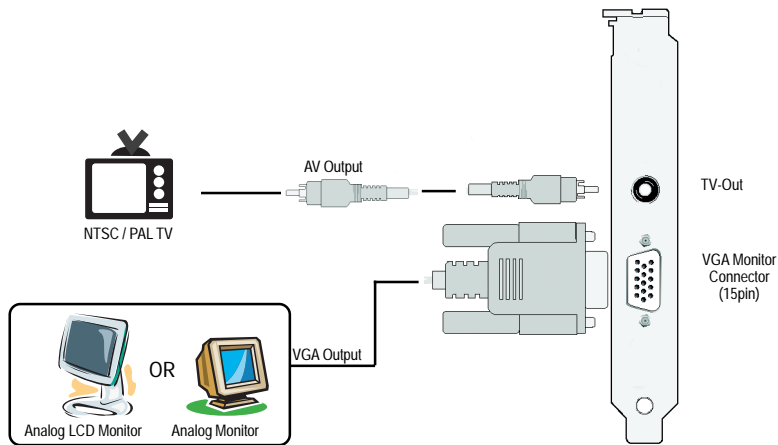 AV Output
TV-Out
NTSC / PAL TV
VGA Monitor
Connector
(15pin)
VGA Output
OR
Analog LCD Monitor
Analog Monitor